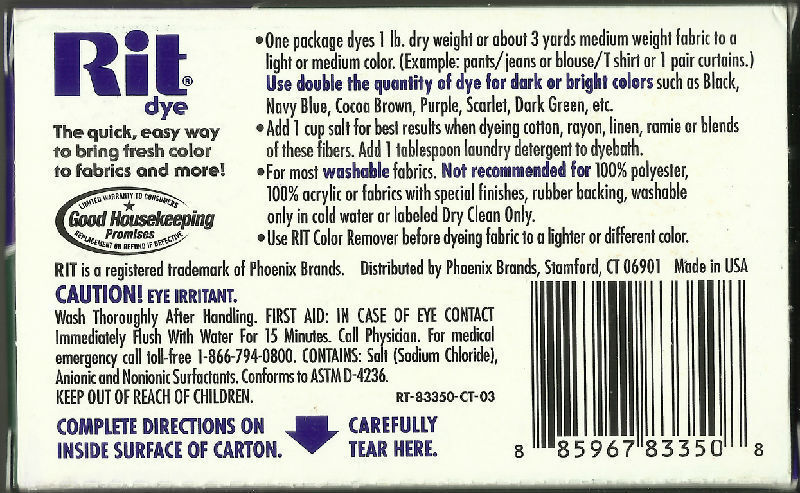 Rit®
dye
The quick, easy way
to bring fresh color
to fabrics and more!
LIMITED WARRANTY TO CONSUMERS
★
Good Housekeeping
Promises
REPLACEMENT OR REFUND IF DEFECTIVE
•One package dyes 1 lb. dry weight or about 3 yards medium weight fabric to a
light or medium color. (Example: pants/jeans or blouse/T shirt or 1 pair curtains.)
Use double the quantity of dye for dark or bright colors such as Black,
Navy Blue, Cocoa Brown, Purple, Scarlet, Dark Green, etc.
•Add 1 cup salt for best results when dyeing cotton, rayon, linen, ramie or blends
of these fibers. Add 1 tablespoon laundry detergent to dyebath.
•For most washable fabrics. Not recommended for 100% polyester,
100% acrylic or fabrics with special finishes, rubber backing, washable
only in cold water or labeled Dry Clean Only.
•Use RIT Color Remover before dyeing fabric to a lighter or different color.
RIT is a registered trademark of Phoenix Brands. Distributed by Phoenix Brands, Stamford, CT 06901 Made in USA
CAUTION! EYE IRRITANT.
Wash Thoroughly After Handling. FIRST AID: IN CASE OF EYE CONTACT
Immediately Flush With Water For 15 Minutes. Call Physician. For medical
emergency call toll-free 1-866-794-0800. CONTAINS: Salt (Sodium Chloride),
Anionic and Nonionic Surfactants. Conforms to ASTM D-4236.
KEEP OUT OF REACH OF CHILDREN. RT-83350-CT-03
COMPLETE DIRECTIONS ON
INSIDE SURFACE OF CARTON.
CAREFULLY
TEAR HERE.
8 85967 83350 8